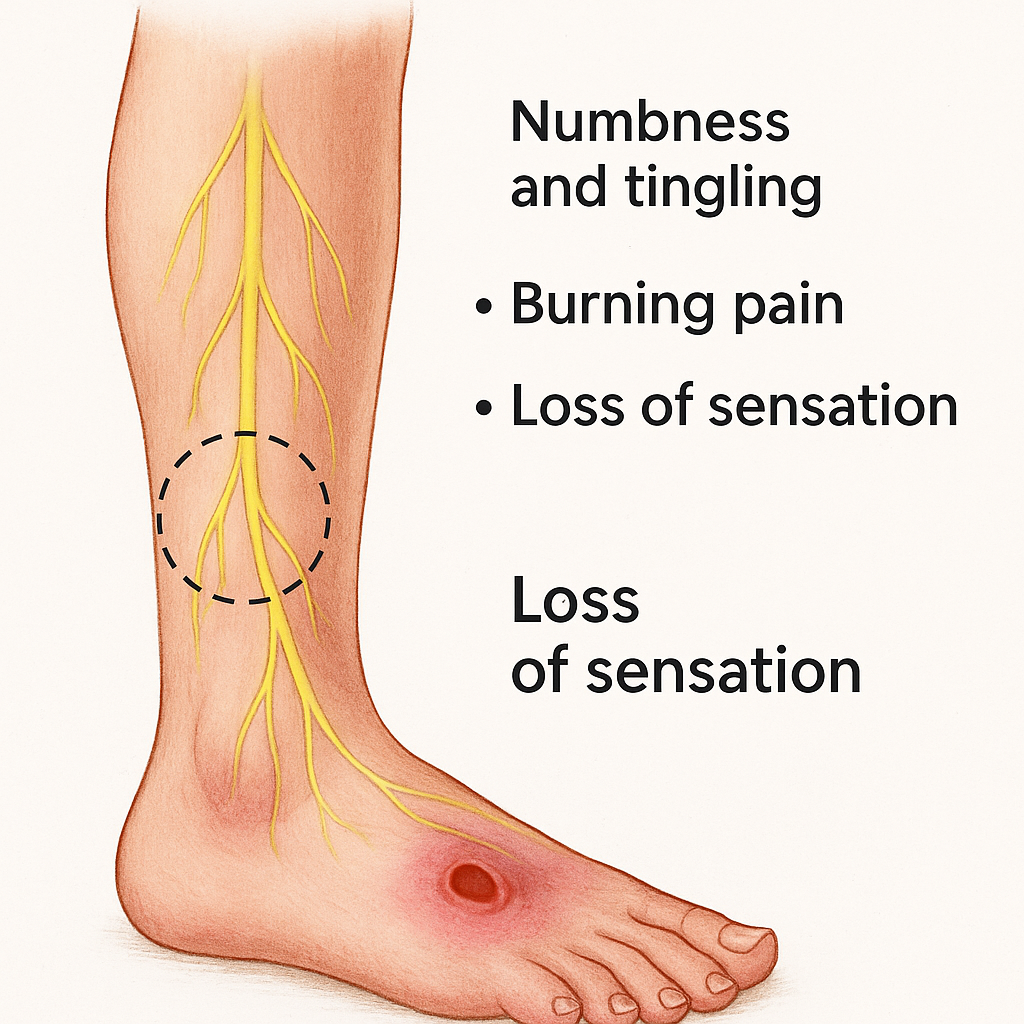 Numbness
and tingling
• Burning pain
• Loss of sensation
Loss
of sensation